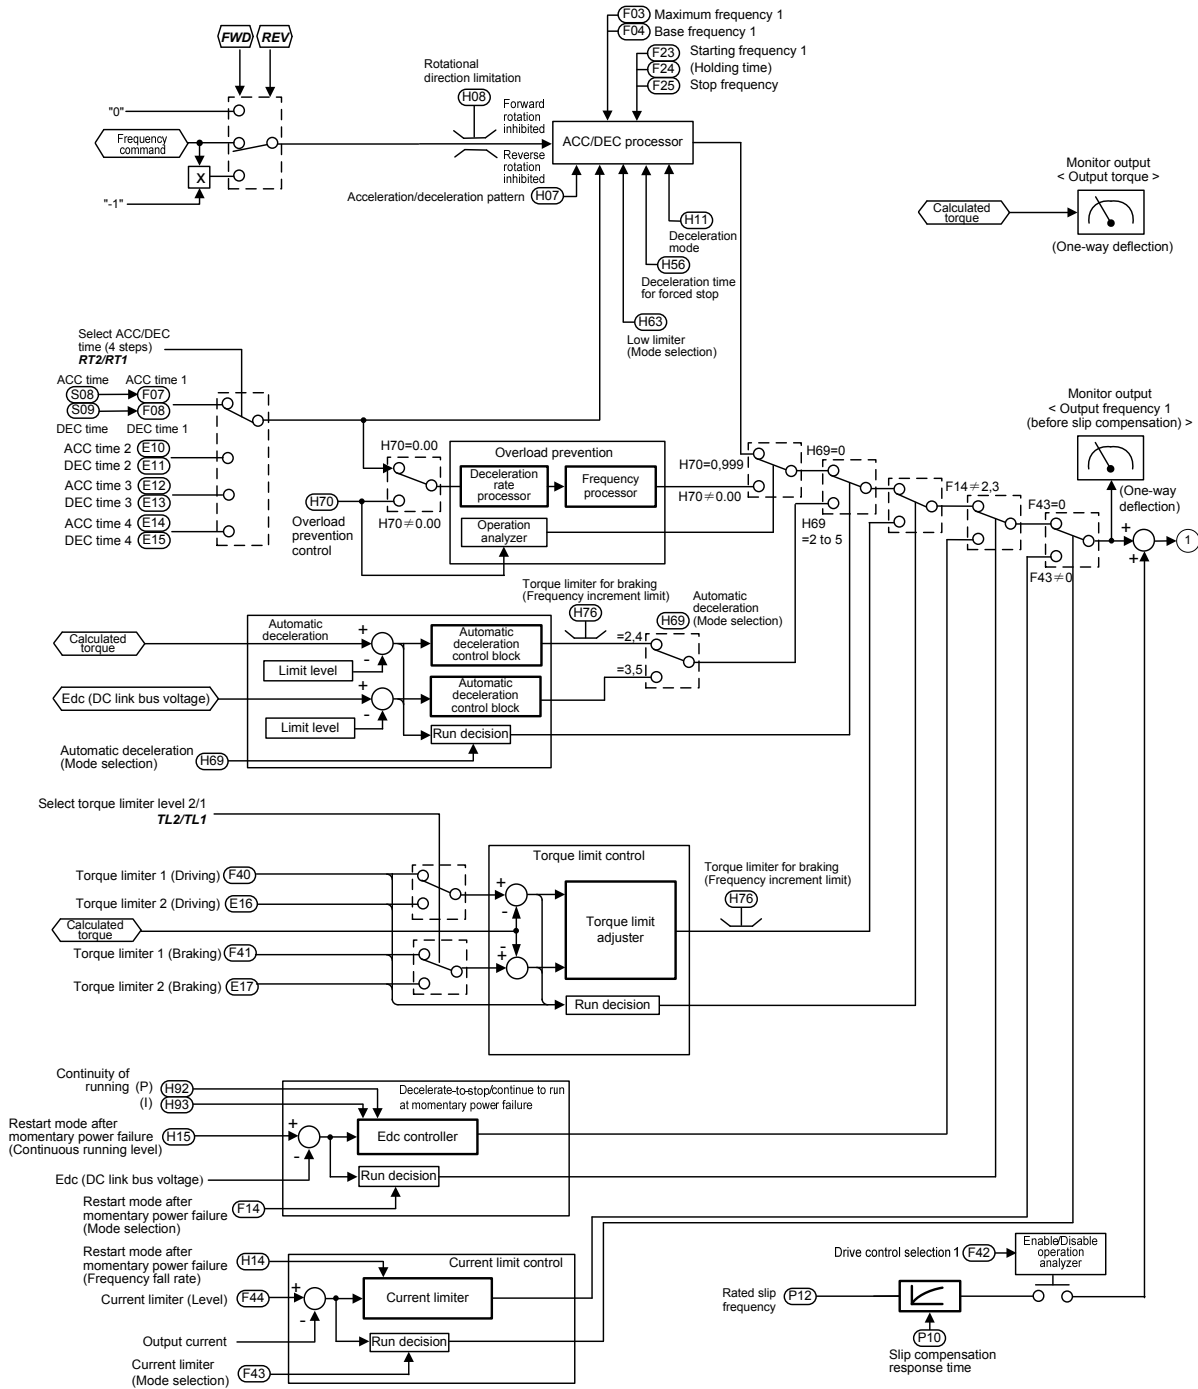 FWD
REV
"0"
Frequency
command
X
"-1"
Rotational
direction limitation
H08
Forward
rotation
inhibited
Reverse
rotation
inhibited
F03 Maximum frequency 1
F04 Base frequency 1
F23 Starting frequency 1
F24 (Holding time)
F25 Stop frequency
ACC/DEC processor
Acceleration/deceleration pattern H07
H11
Deceleration
mode
H56
Deceleration time
for forced stop
H63
Low limiter
(Mode selection)
Monitor output
< Output torque >
Calculated
torque
(One-way deflection)
Select ACC/DEC
time (4 steps)
RT2/RT1
ACC time ACC time 1
S08 F07
S09 F08
DEC time DEC time 1
ACC time 2 E10
DEC time 2 E11
ACC time 3 E12
DEC time 3 E13
ACC time 4 E14
DEC time 4 E15
H70=0.00
H70
H70≠0.00
Overload
prevention
control
Overload prevention
Deceleration
rate
processor
Frequency
processor
Operation
analyzer
H70=0,999
H70≠0.00
H69=0
H69
=2 to 5
F14≠2,3
F43=0
F43≠0
Monitor output
< Output frequency 1
(before slip compensation) >
(One-way
deflection)
+
+
1
Torque limiter for braking
(Frequency increment limit)
H76
Automatic
deceleration
(Mode selection)
H69
=2,4
=3,5
Calculated
torque
Automatic
deceleration
+
-
Limit level
Automatic
deceleration
control block
Edc (DC link bus voltage)
+
-
Limit level
Automatic
deceleration
control block
Run decision
Automatic deceleration
(Mode selection)
H69
Select torque limiter level 2/1
TL2/TL1
Torque limit control
Torque limiter 1 (Driving) F40
Torque limiter 2 (Driving) E16
Calculated
torque
Torque limiter 1 (Braking) F41
Torque limiter 2 (Braking) E17
+
-
-
+
Torque limit
adjuster
Run decision
Torque limiter for braking
(Frequency increment limit)
H76
Continuity of
running (P) H92
(I) H93
Decelerate-to-stop/continue to run
at momentary power failure
Restart mode after
momentary power failure
(Continuous running level)
H15
+
-
Edc controller
Edc (DC link bus voltage)
Run decision
Restart mode after
momentary power failure
(Mode selection)
F14
Restart mode after
momentary power failure
(Frequency fall rate)
H14
Current limit control
Current limiter (Level) F44
+
-
Current limiter
Output current
Run decision
Current limiter
(Mode selection)
F43
Drive control selection 1 F42
Enable/Disable
operation
analyzer
Rated slip
frequency
P12
P10
Slip compensation
response time